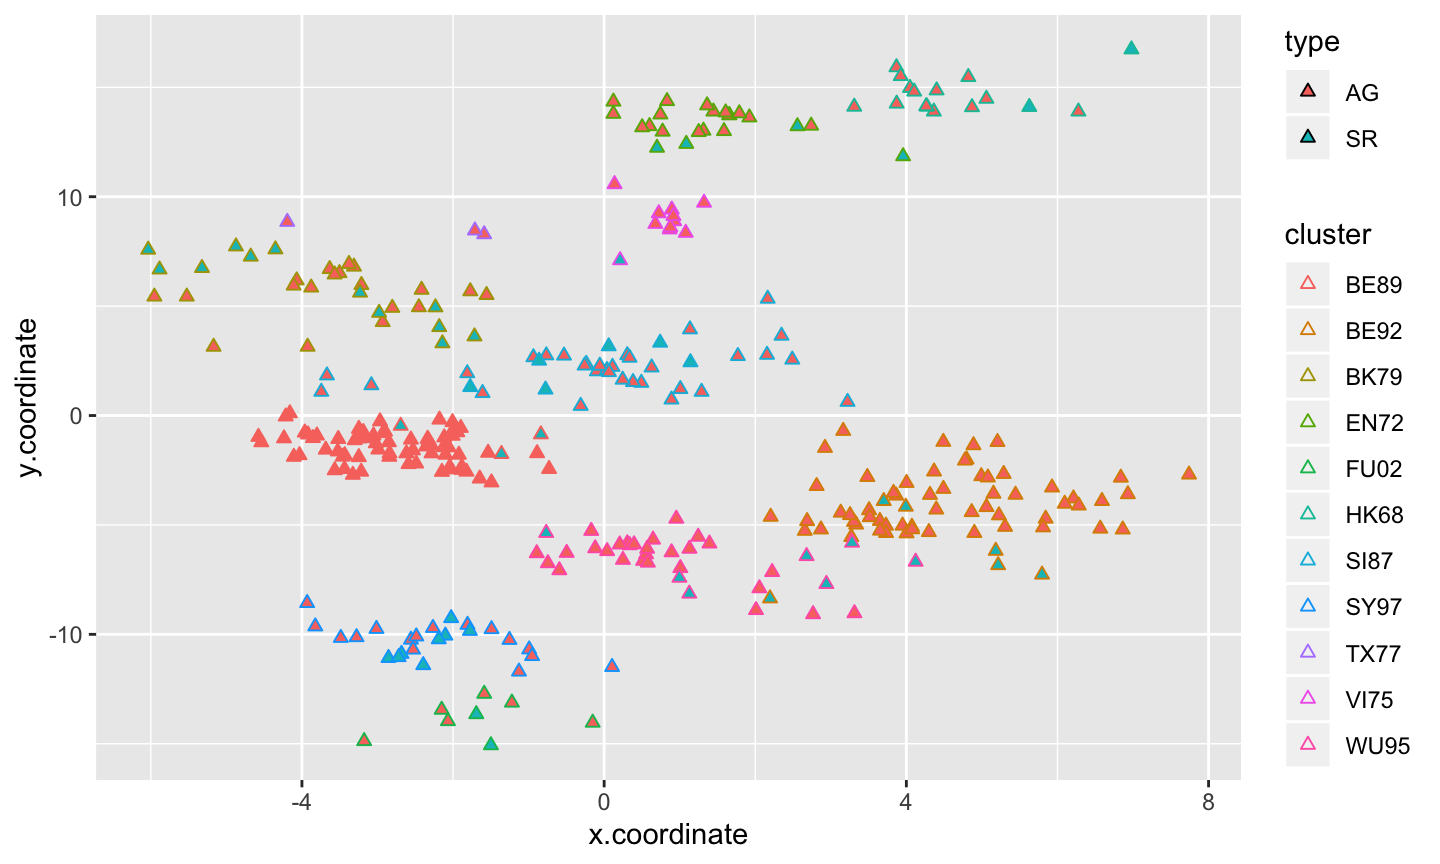 10
0
-10
-4
0
4
8
x.coordinate
y.coordinate
type
AG
SR
cluster
BE89
BE92
BK79
EN72
FU02
HK68
SI87
SY97
TX77
VI75
WU95